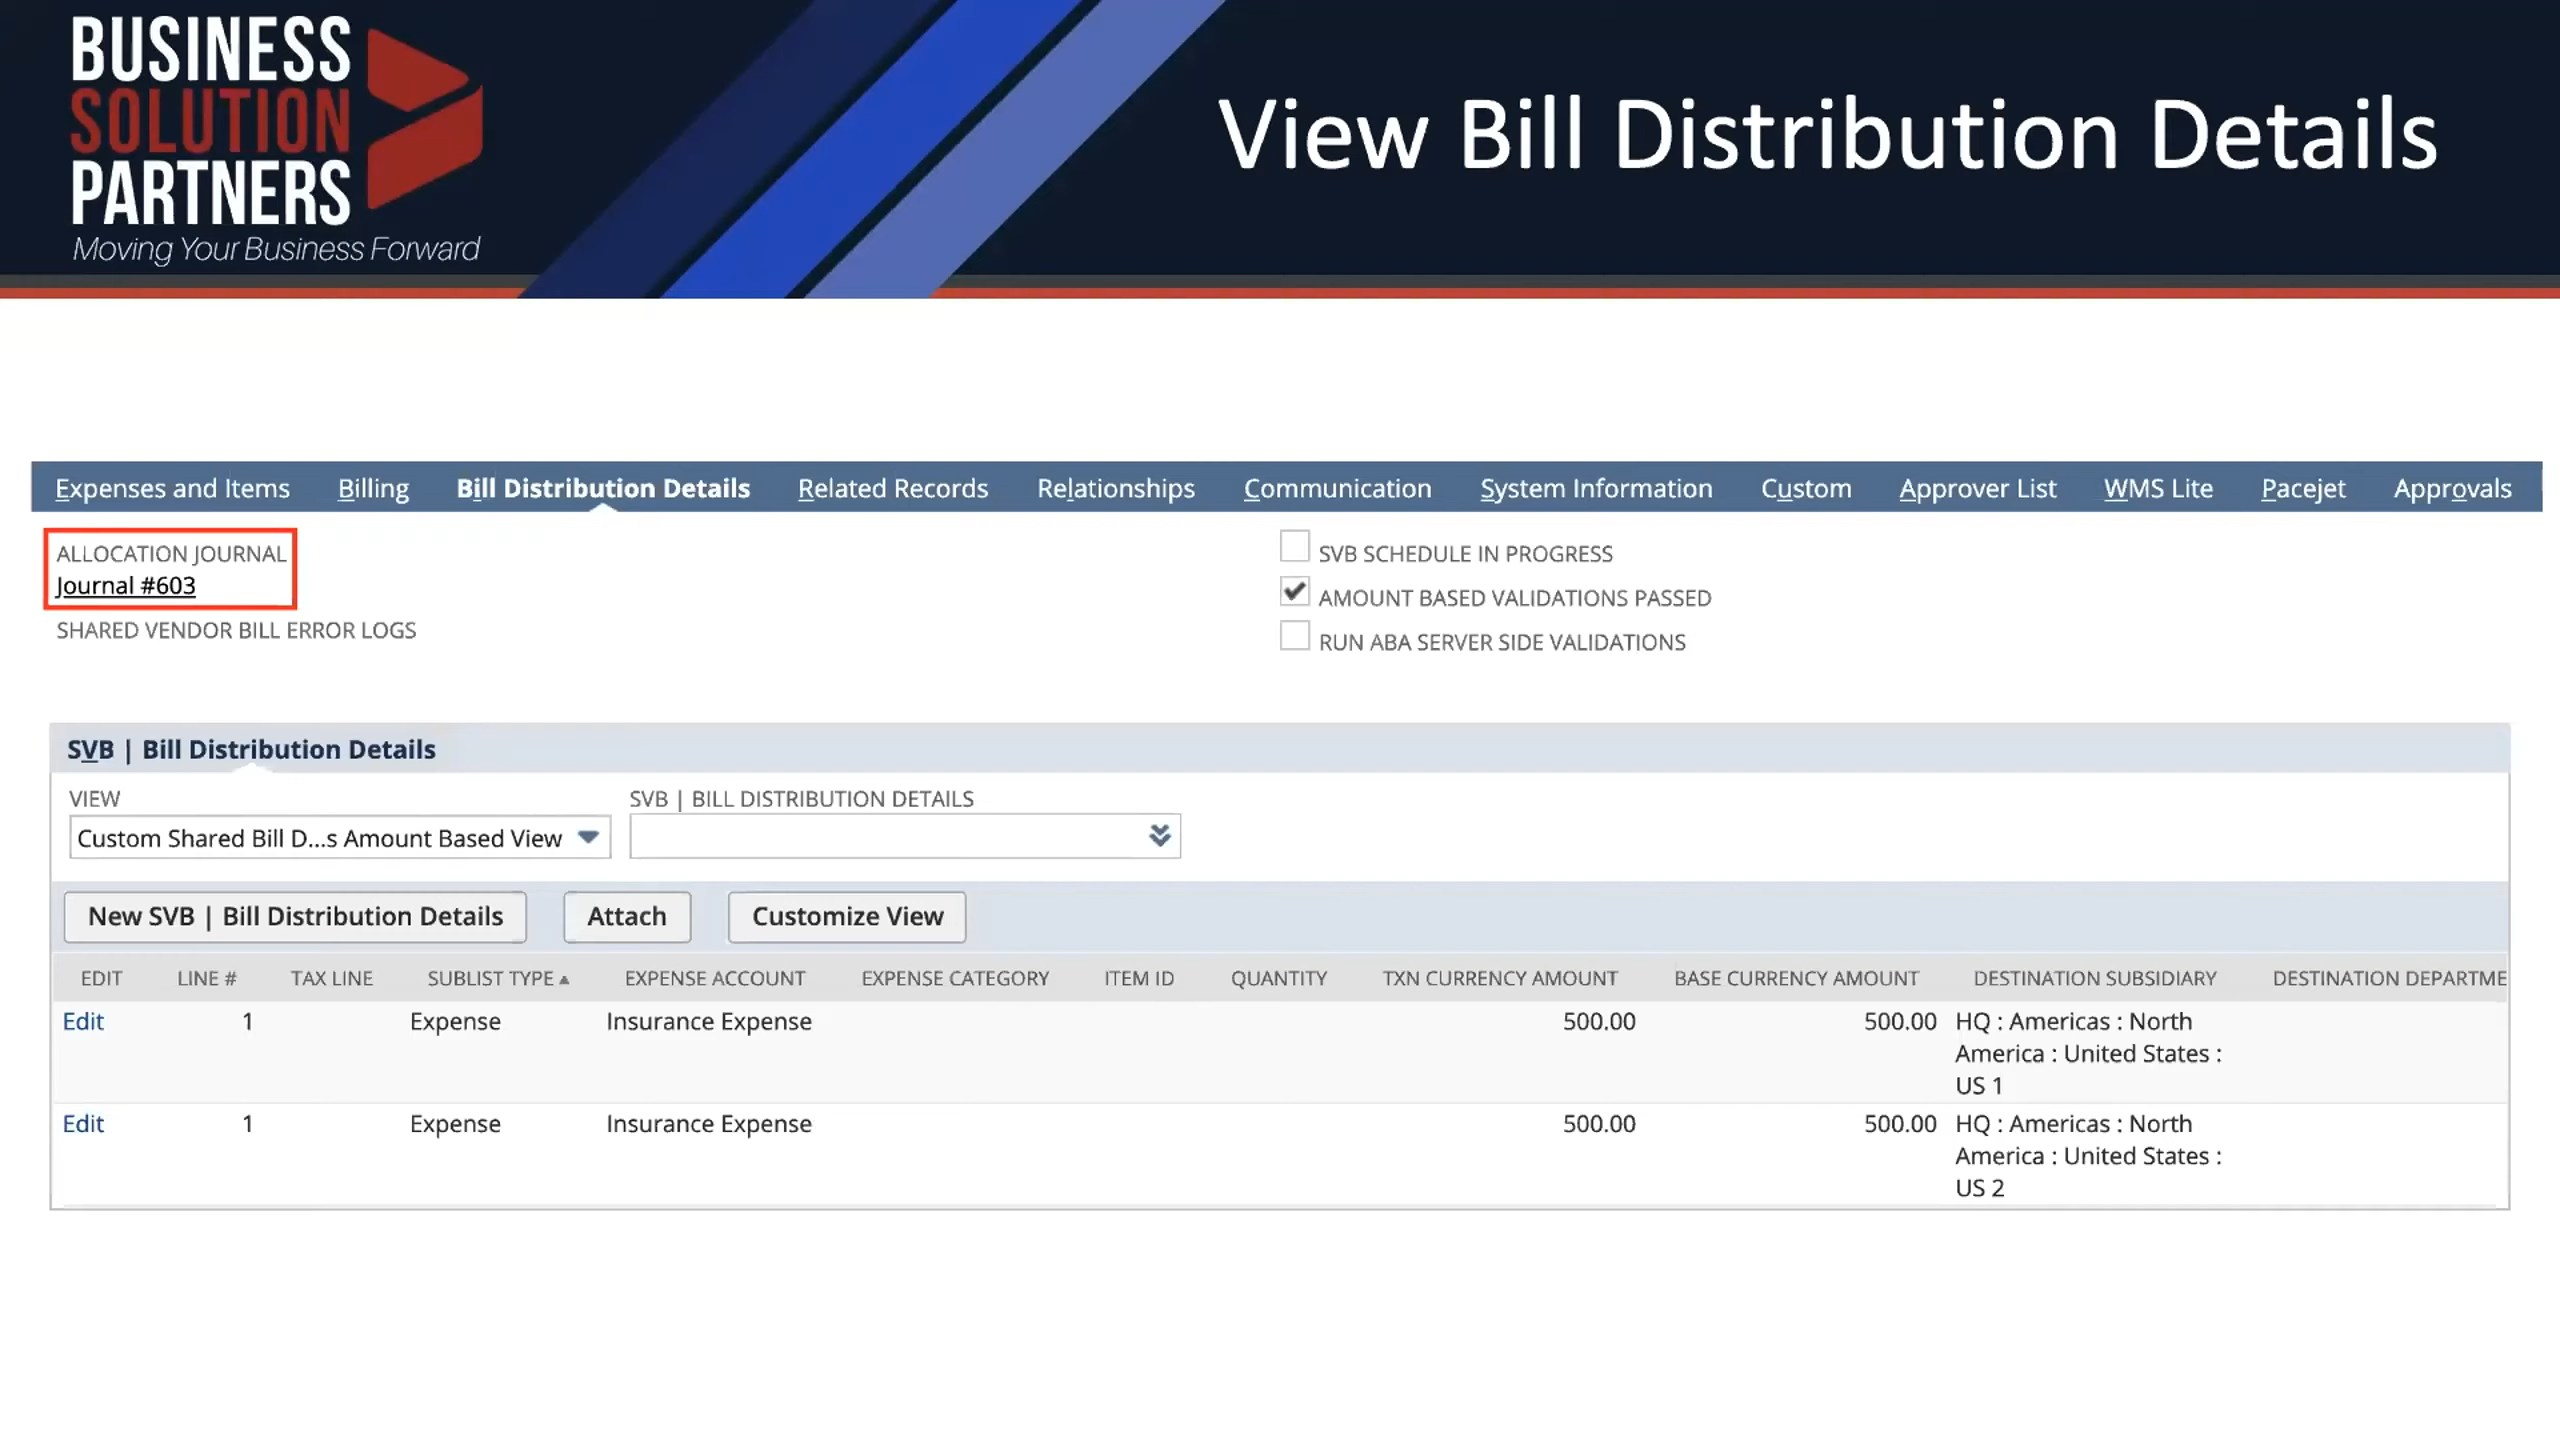 BUSINESS
SOLUTION
PARTNERS
Moving Your Business Forward
View Bill Distribution Details
Expenses and Items Billing Bill Distribution Details Related Records Relationships Communication System Information Custom Approver List WMS Lite Pacejet Approvals
ALLOCATION JOURNAL
Journal #603
SHARED VENDOR BILL ERROR LOGS
SVB SCHEDULE IN PROGRESS
AMOUNT BASED VALIDATIONS PASSED
RUN ABA SERVER SIDE VALIDATIONS
SVB | Bill Distribution Details
VIEW SVB | BILL DISTRIBUTION DETAILS
Custom Shared Bill D...s Amount Based View
New SVB | Bill Distribution Details Attach Customize View
EDIT LINE # TAX LINE SUBLIST TYPE EXPENSE ACCOUNT EXPENSE CATEGORY ITEM ID QUANTITY TXN CURRENCY AMOUNT BASE CURRENCY AMOUNT DESTINATION SUBSIDIARY DESTINATION DEPARTME
Edit 1 Expense Insurance Expense 500.00 500.00 HQ : Americas : North
America : United States :
US 1
Edit 1 Expense Insurance Expense 500.00 500.00 HQ : Americas : North
America : United States :
US 2